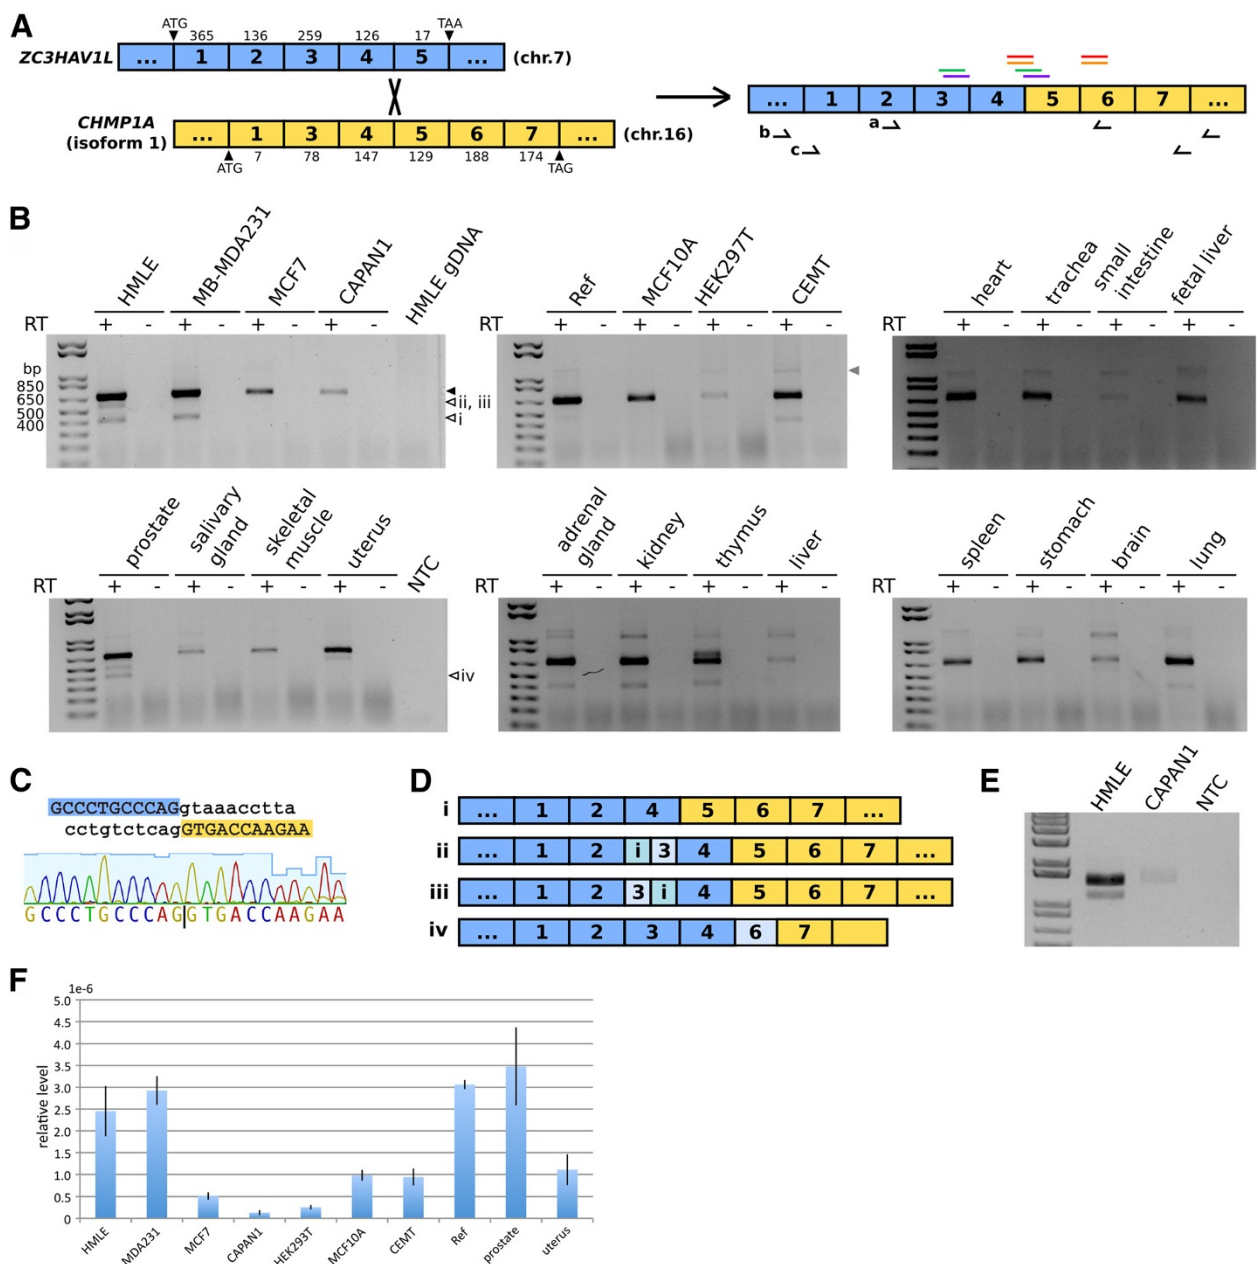 A
ATG 365 136 259 126 17 TAA
ZC3HAV1L ... 1 2 3 4 5 ... (chr.7)
CHMP1A
(isoform 1) ... 1 3 4 5 6 7 ... (chr.16)
ATG 7 78 147 129 188 174 TAG
... 1 2 3 4 5 6 7 ...
a
b
c
B
HMLE MB-MDA231 MCF7 CAPAN1 HMLE gDNA
RT + - + - + - + -
bp
850
650
500
400
ii, iii
i
Ref MCF10A HEK297T CEMT
RT + - + - + - + -
heart trachea small intestine fetal liver
RT + - + - + - + -
prostate salivary gland skeletal muscle uterus NTC
RT + - + - + - + -
iv
adrenal gland kidney thymus liver
RT + - + - + - + -
spleen stomach brain lung
RT + - + - + - + -
C
GCCCTGCCCAGgtaaacctta
cctgtctcagGTGACCAAGAA
GCCCTGCCCAGGTGACCAAGAA
D
i ... 1 2 4 5 6 7 ...
ii ... 1 2 i 3 4 5 6 7 ...
iii ... 1 2 3 i 4 5 6 7 ...
iv ... 1 2 3 4 6 7
E
HMLE CAPAN1 NTC
F
1e-6
5.0
4.5
4.0
3.5
3.0
2.5
2.0
1.5
1.0
0.5
0
relative level
HMLE MDA231 MCF7 CAPAN1 HEK293T MCF10A CEMT Ref prostate uterus